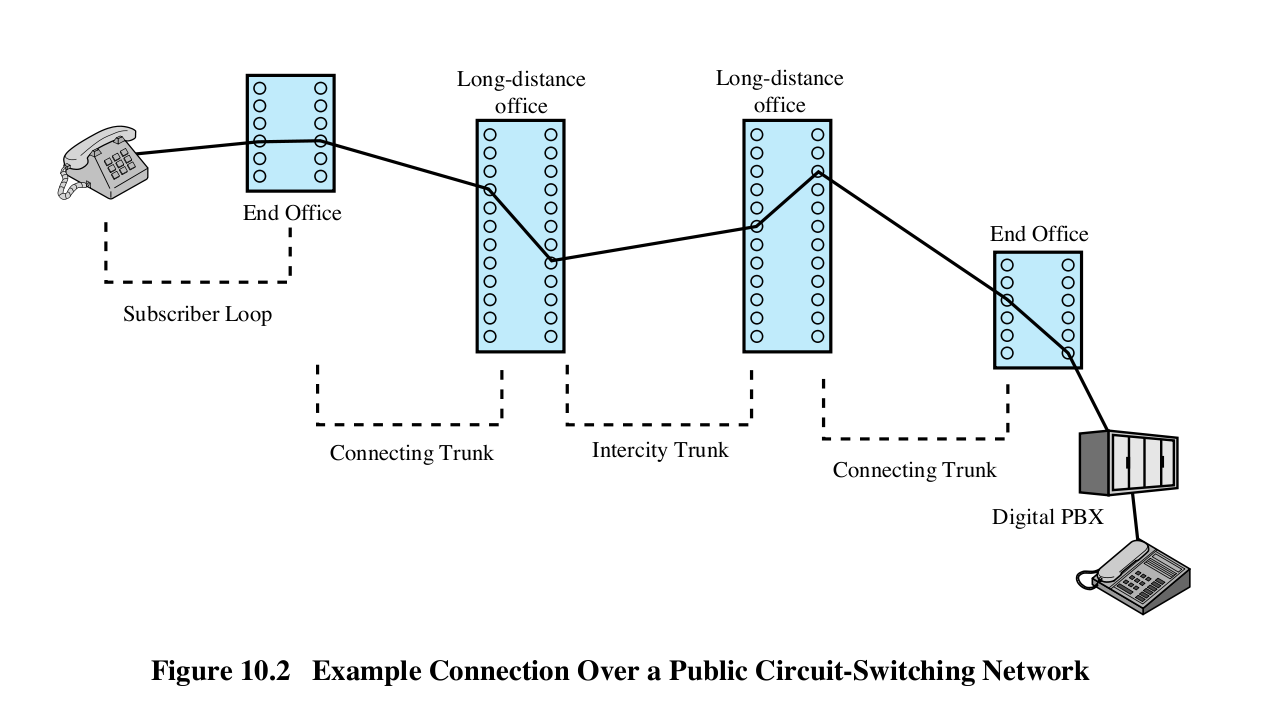 Long-distance
office
Long-distance
office
End Office
End Office
Subscriber Loop
Connecting Trunk
Intercity Trunk
Connecting Trunk
Digital PBX
Figure 10.2 Example Connection Over a Public Circuit-Switching Network